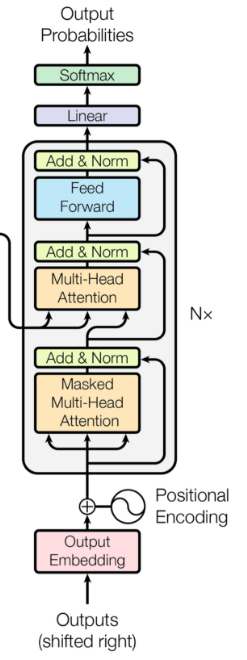 Output
Probabilities
Softmax
Linear
Add & Norm
Feed
Forward
Add & Norm
Multi-Head
Attention
N×
Add & Norm
Masked
Multi-Head
Attention
Positional
Encoding
Output
Embedding
Outputs
(shifted right)